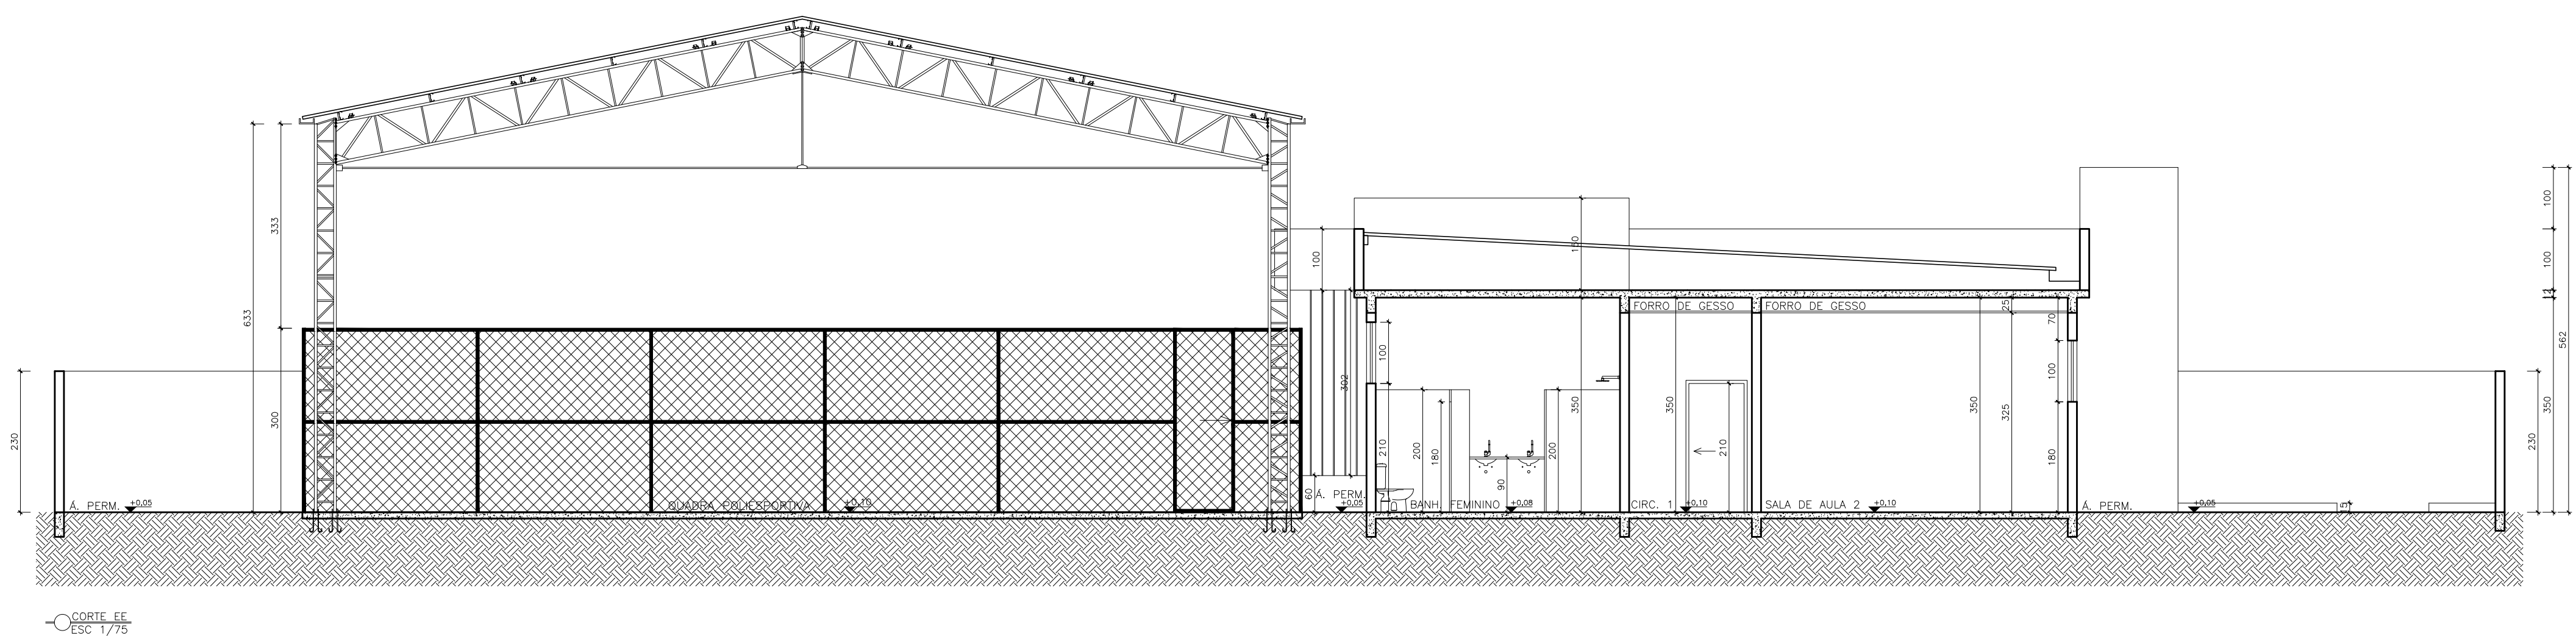 230
Á. PERM. +0,05
633
333
300
QUADRA POLIESPORTIVA +0,10
100
302
60
Á. PERM.
+0,05
100
210
200
180
90
200
BANH. FEMININO +0,08
150
350
FORRO DE GESSO
350
210
CIRC. 1 +0,10
FORRO DE GESSO
SALA DE AULA 2 +0,10
350
25
325
70
100
180
Á. PERM. +0,05
15
230
100
100
12
350
562
CORTE EE
ESC 1/75